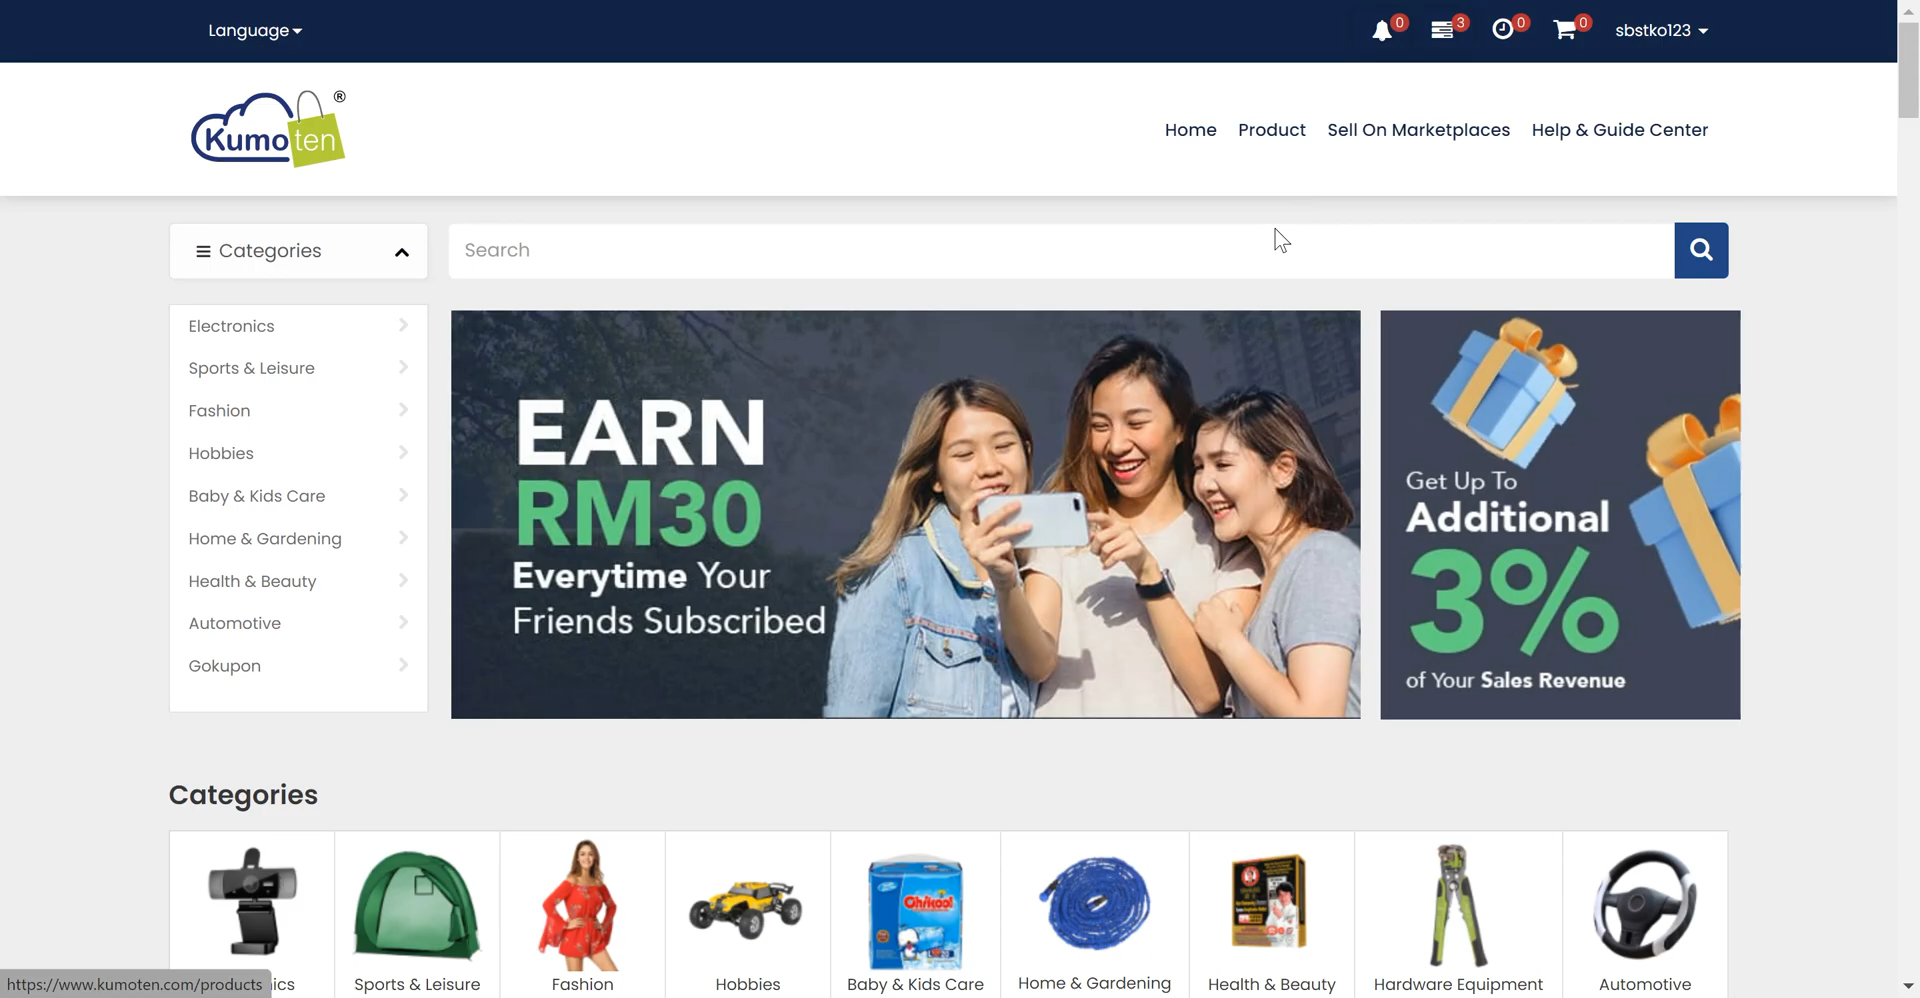 Language
0
3
0
0
sbstko123
Kumoten ®
Home
Product
Sell On Marketplaces
Help & Guide Center
Categories
Search
Electronics
Sports & Leisure
Fashion
Hobbies
Baby & Kids Care
Home & Gardening
Health & Beauty
Automotive
Gokupon
EARN
RM30
Everytime Your
Friends Subscribed
Get Up To
Additional
3%
of Your Sales Revenue
Categories
ics
Sports & Leisure
Fashion
Hobbies
Baby & Kids Care
Home & Gardening
Health & Beauty
Hardware Equipment
Automotive
https://www.kumoten.com/products